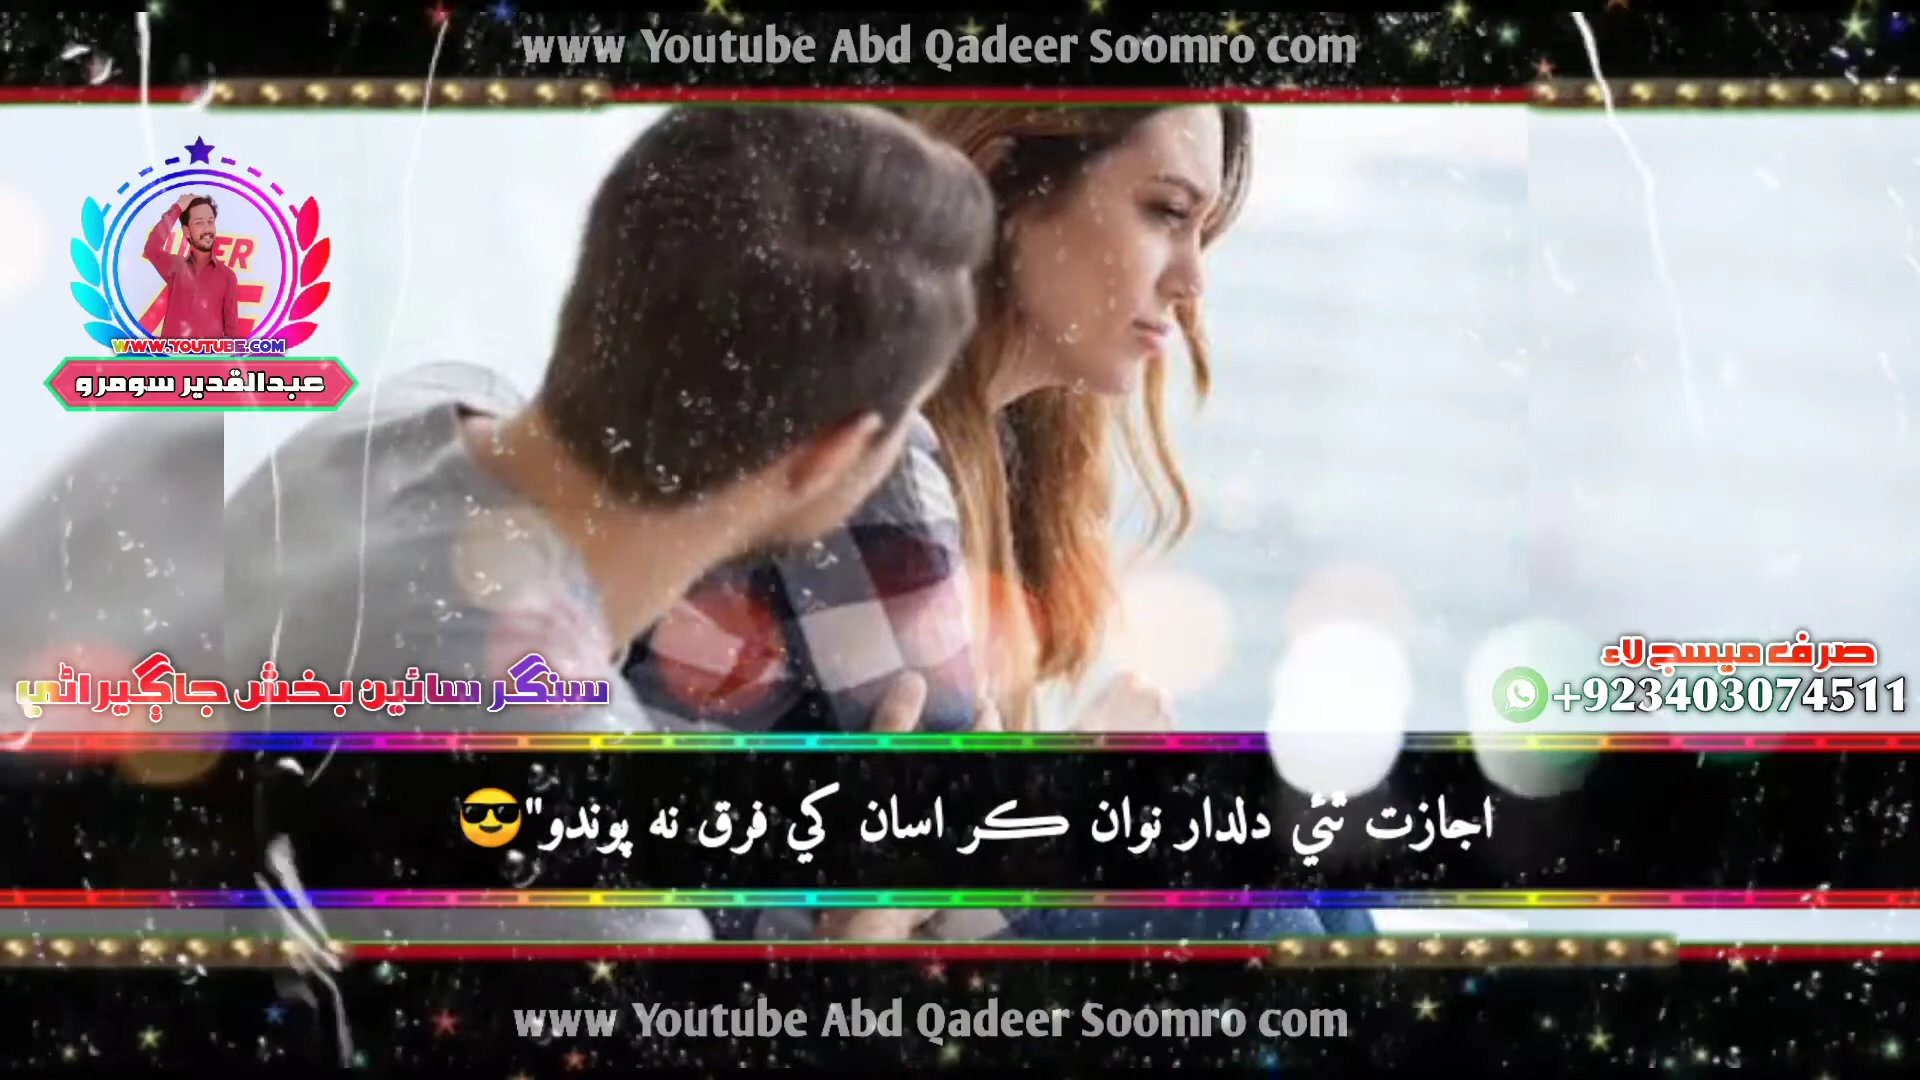 www Youtube Abd Qadeer Soomro com
WWW.YOUTUBE.COM
عبدالقدير سومرو
صرف ميسج لاء
+923403074511
سنگر سائين بخش جاڳيراڻي
اجازت ٿئي دلدار نوان ڪر اسان کي فرق نه پوندو"😎
www Youtube Abd Qadeer Soomro com